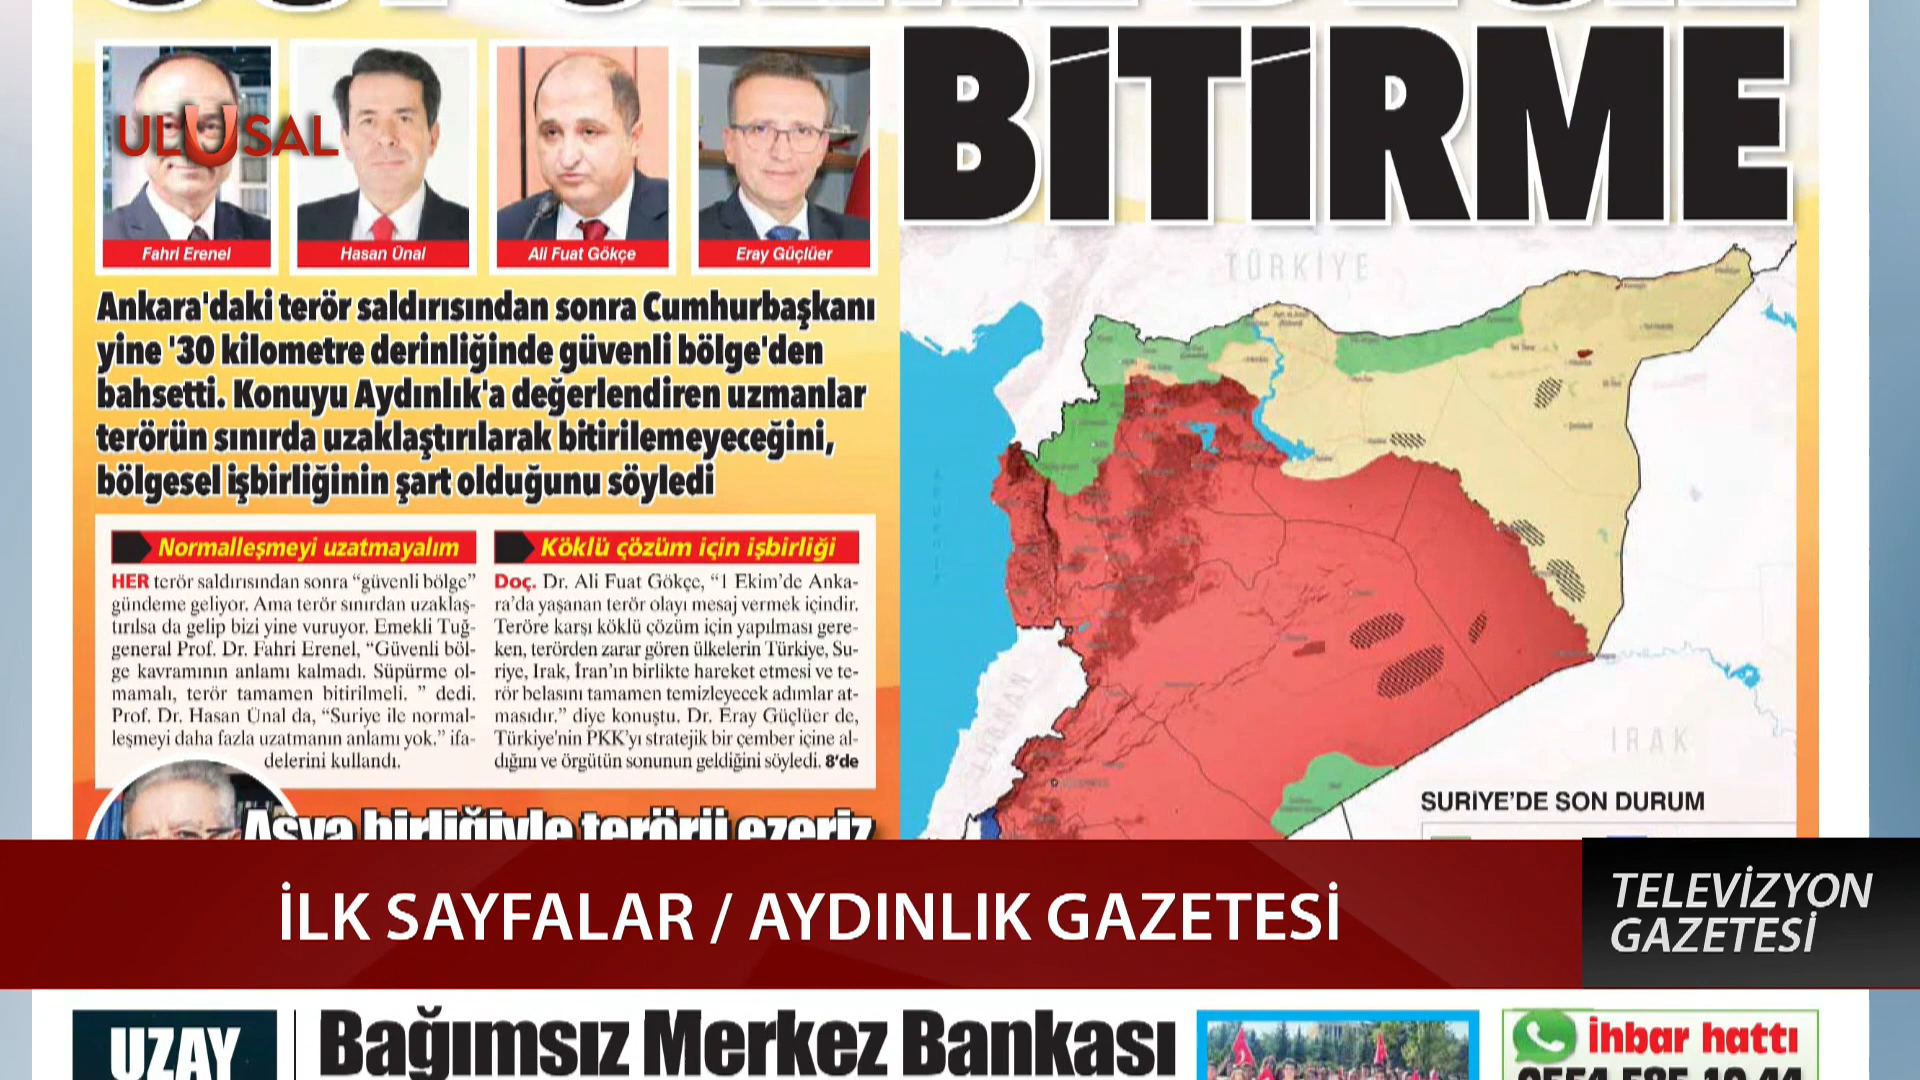 BİTİRME
ULUSAL
Fahri Erenel
Hasan Ünal
Ali Fuat Gökçe
Eray Güçlüer
Ankara'daki terör saldırısından sonra Cumhurbaşkanı
yine '30 kilometre derinliğinde güvenli bölge'den
bahsetti. Konuyu Aydınlık'a değerlendiren uzmanlar
terörün sınırda uzaklaştırılarak bitirilemeyeceğini,
bölgesel işbirliğinin şart olduğunu söyledi
Normalleşmeyi uzatmayalım
HER terör saldırısından sonra “güvenli bölge”
gündeme geliyor. Ama terör sınırdan uzaklaş-
tırılsa da gelip bizi yine vuruyor. Emekli Tuğ-
general Prof. Dr. Fahri Erenel, “Güvenli böl-
ge kavramının anlamı kalmadı. Süpürme ol-
mamalı, terör tamamen bitirilmeli. ” dedi.
Prof. Dr. Hasan Ünal da, “Suriye ile normal-
leşmeyi daha fazla uzatmanın anlamı yok.” ifa-
delerini kullandı.
Köklü çözüm için işbirliği
Doç. Dr. Ali Fuat Gökçe, “1 Ekim’de Anka-
ra’da yaşanan terör olayı mesaj vermek içindir.
Teröre karşı köklü çözüm için yapılması gere-
ken, terörden zarar gören ülkelerin Türkiye, Su-
riye, Irak, İran’ın birlikte hareket etmesi ve te-
rör belasını tamamen temizleyecek adımlar at-
masıdır.” diye konuştu. Dr. Eray Güçlüer de,
Türkiye'nin PKK’yı stratejik bir çember içine al-
dığını ve örgütün sonunun geldiğini söyledi. 8’de
TÜRKİYE
LÜBNAN
IRAK
SURİYE’DE SON DURUM
Asya birliğiyle terörü ezeriz
İLK SAYFALAR / AYDINLIK GAZETESİ
TELEVİZYON
GAZETESİ
UZAY
Bağımsız Merkez Bankası
İhbar hattı
0554 585 10 44